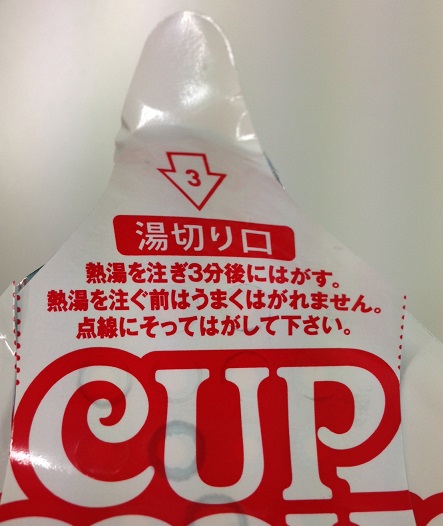 3
湯切り口
熱湯を注ぎ3分後にはがす。
熱湯を注ぐ前はうまくはがれません。
点線にそってはがして下さい。
CUP